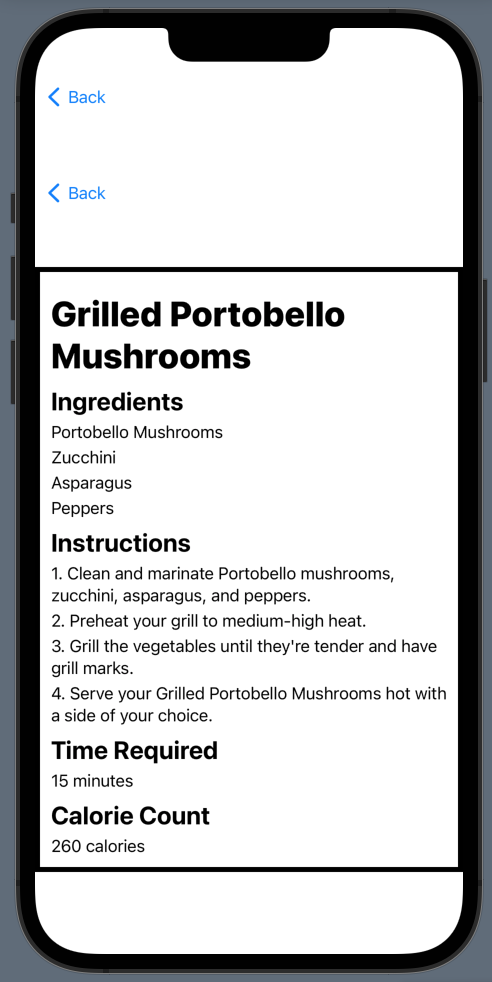 Back
Back
Grilled Portobello
Mushrooms
Ingredients
Portobello Mushrooms
Zucchini
Asparagus
Peppers
Instructions
1. Clean and marinate Portobello mushrooms,
zucchini, asparagus, and peppers.
2. Preheat your grill to medium-high heat.
3. Grill the vegetables until they're tender and have
grill marks.
4. Serve your Grilled Portobello Mushrooms hot with
a side of your choice.
Time Required
15 minutes
Calorie Count
260 calories